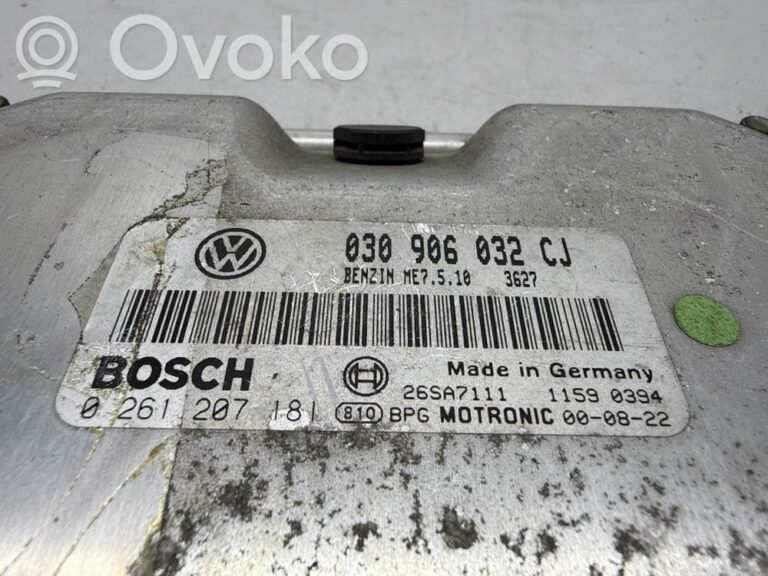 Ovoko
030 906 032 CJ
BENZIN ME7.5.10 3627
BOSCH Made in Germany
26SA7111 1159 0394
0 261 207 181 810 BPG MOTRONIC 00-08-22